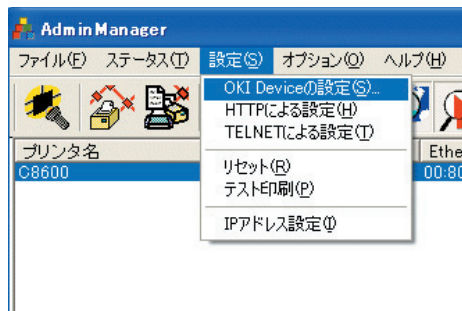 AdminManager
ファイル(F) ステータス(T) 設定(S) オプション(O) ヘルプ(H)
OKI Deviceの設定(S)...
HTTPによる設定(H)
TELNETによる設定(T)
リセット(R)
テスト印刷(P)
IPアドレス設定(I)
プリンタ名 Ethe
C8600 00:80